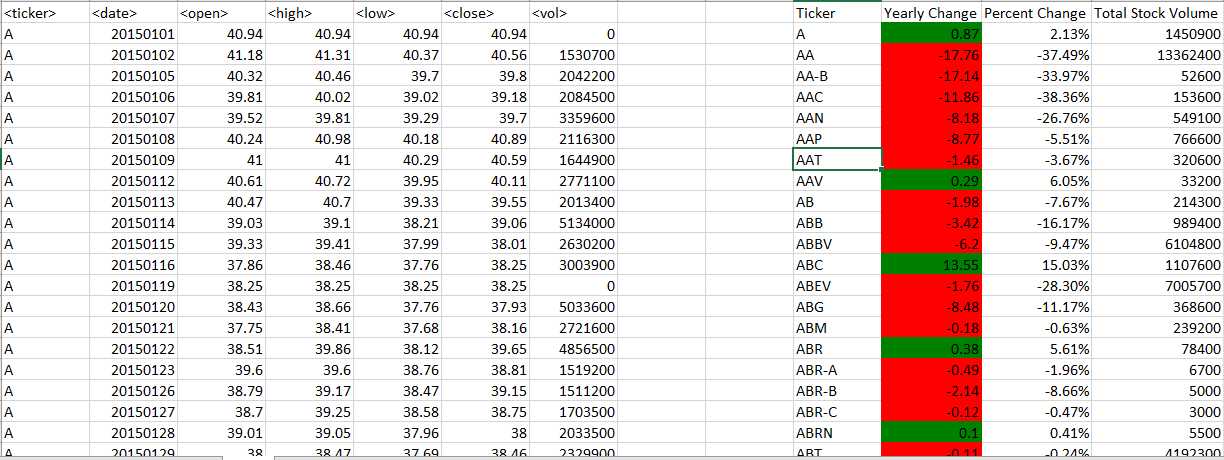 <ticker> <date> <open> <high> <low> <close> <vol> Ticker Yearly Change Percent Change Total Stock Volume
A 20150101 40.94 40.94 40.94 40.94 0 A 0.87 2.13% 1450900
A 20150102 41.18 41.31 40.37 40.56 1530700 AA -17.76 -37.49% 13362400
A 20150105 40.32 40.46 39.7 39.8 2042200 AA-B -17.14 -33.97% 52600
A 20150106 39.81 40.02 39.02 39.18 2084500 AAC -11.86 -38.36% 153600
A 20150107 39.52 39.81 39.29 39.7 3359600 AAN -8.18 -26.76% 549100
A 20150108 40.24 40.98 40.18 40.89 2116300 AAP -8.77 -5.51% 766600
A 20150109 41 41 40.29 40.59 1644900 AAT -1.46 -3.67% 320600
A 20150112 40.61 40.72 39.95 40.11 2771100 AAV 0.29 6.05% 33200
A 20150113 40.47 40.7 39.33 39.55 2013400 AB -1.98 -7.67% 214300
A 20150114 39.03 39.1 38.21 39.06 5134000 ABB -3.42 -16.17% 989400
A 20150115 39.33 39.41 37.99 38.01 2630200 ABBV -6.2 -9.47% 6104800
A 20150116 37.86 38.46 37.76 38.25 3003900 ABC 13.55 15.03% 1107600
A 20150119 38.25 38.25 38.25 38.25 0 ABEV -1.76 -28.30% 7005700
A 20150120 38.43 38.66 37.76 37.93 5033600 ABG -8.48 -11.17% 368600
A 20150121 37.75 38.41 37.68 38.16 2721600 ABM -0.18 -0.63% 239200
A 20150122 38.51 39.86 38.12 39.65 4856500 ABR 0.38 5.61% 78400
A 20150123 39.6 39.6 38.76 38.81 1519200 ABR-A -0.49 -1.96% 6700
A 20150126 38.79 39.17 38.47 39.15 1511200 ABR-B -2.14 -8.66% 5000
A 20150127 38.7 39.25 38.58 38.75 1703500 ABR-C -0.12 -0.47% 3000
A 20150128 39.01 39.05 37.96 38 2033500 ABRN 0.1 0.41% 5500
A 20150129 38 38.47 37.69 38.46 2329900 ABT -0.11 -0.24% 4192300